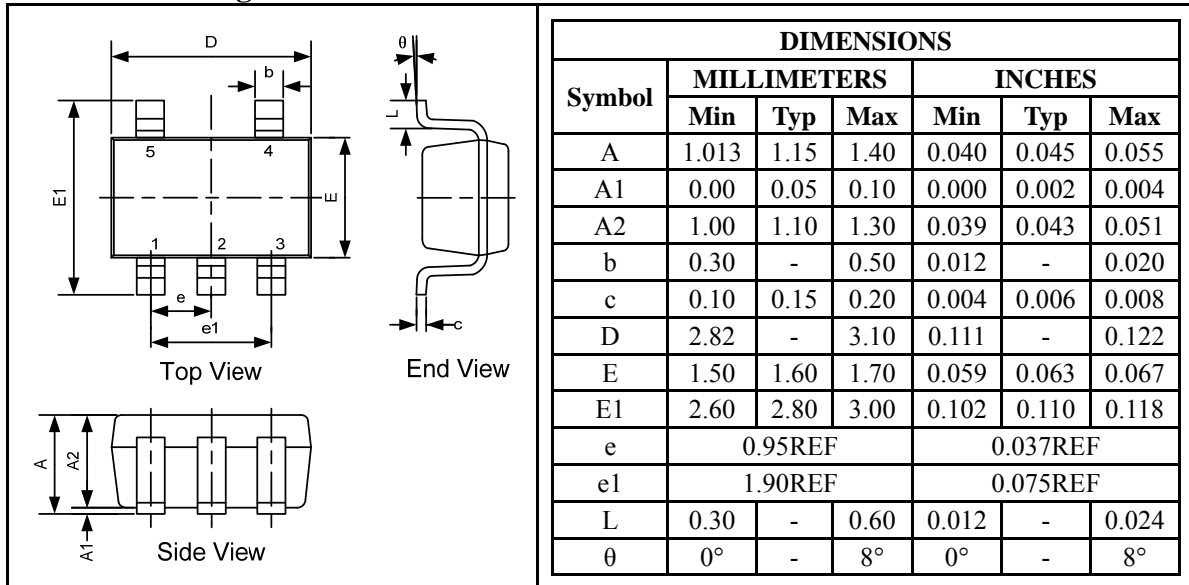 D
b
5 4
E1
E
1 2 3
e
e1
Top View
θ
L
c
End View
A
A2
A1
Side View
DIMENSIONS
Symbol MILLIMETERS INCHES
Min Typ Max Min Typ Max
A 1.013 1.15 1.40 0.040 0.045 0.055
A1 0.00 0.05 0.10 0.000 0.002 0.004
A2 1.00 1.10 1.30 0.039 0.043 0.051
b 0.30 - 0.50 0.012 - 0.020
c 0.10 0.15 0.20 0.004 0.006 0.008
D 2.82 - 3.10 0.111 - 0.122
E 1.50 1.60 1.70 0.059 0.063 0.067
E1 2.60 2.80 3.00 0.102 0.110 0.118
e 0.95REF 0.037REF
e1 1.90REF 0.075REF
L 0.30 - 0.60 0.012 - 0.024
θ 0° - 8° 0° - 8°